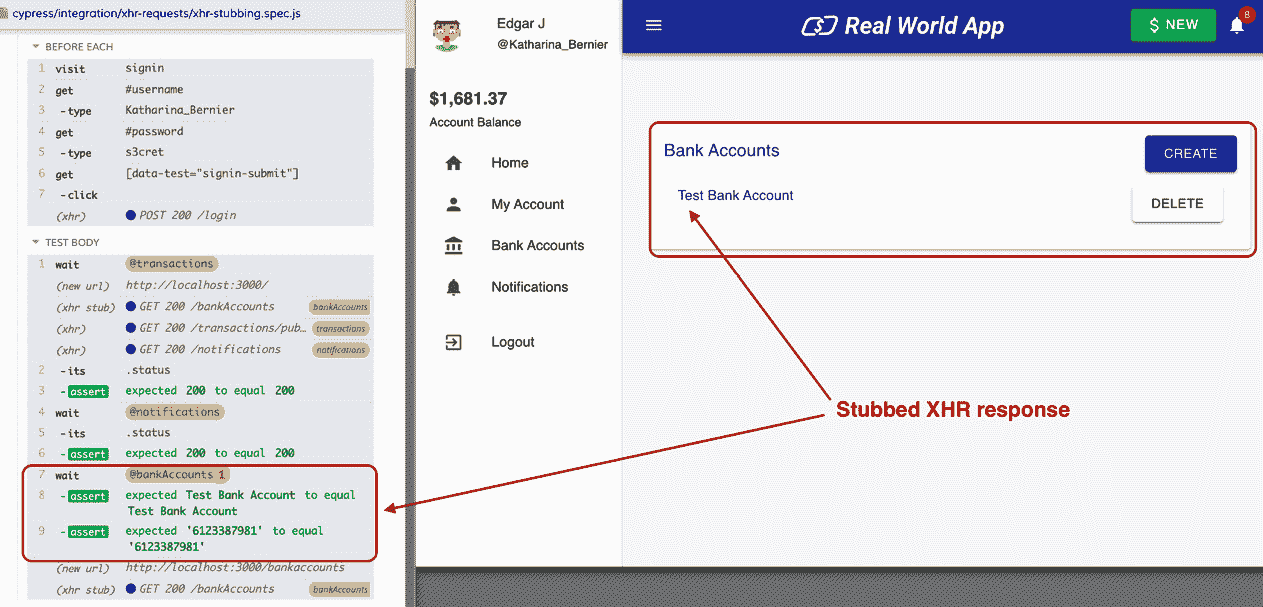 cypress/integration/xhr-requests/xhr-stubbing.spec.js
BEFORE EACH
1 visit signin
2 get #username
3 -type Katharina_Bernier
4 get #password
5 -type s3cret
6 get [data-test="signin-submit"]
7 -click
(xhr) POST 200 /login
TEST BODY
1 wait @transactions
(new url) http://localhost:3000/
(xhr stub) GET 200 /bankAccounts bankAccounts
(xhr) GET 200 /transactions/pub… transactions
(xhr) GET 200 /notifications notifications
2 -its .status
3 -assert expected 200 to equal 200
4 wait @notifications
5 -its .status
6 -assert expected 200 to equal 200
7 wait @bankAccounts 1
8 -assert expected Test Bank Account to equal
Test Bank Account
9 -assert expected '6123387981' to equal
'6123387981'
(new url) http://localhost:3000/bankaccounts
(xhr stub) GET 200 /bankAccounts bankAccounts
Edgar J
@Katharina_Bernier
$1,681.37
Account Balance
Home
My Account
Bank Accounts
Notifications
Logout
Real World App
$ NEW
8
Bank Accounts
CREATE
Test Bank Account
DELETE
Stubbed XHR response